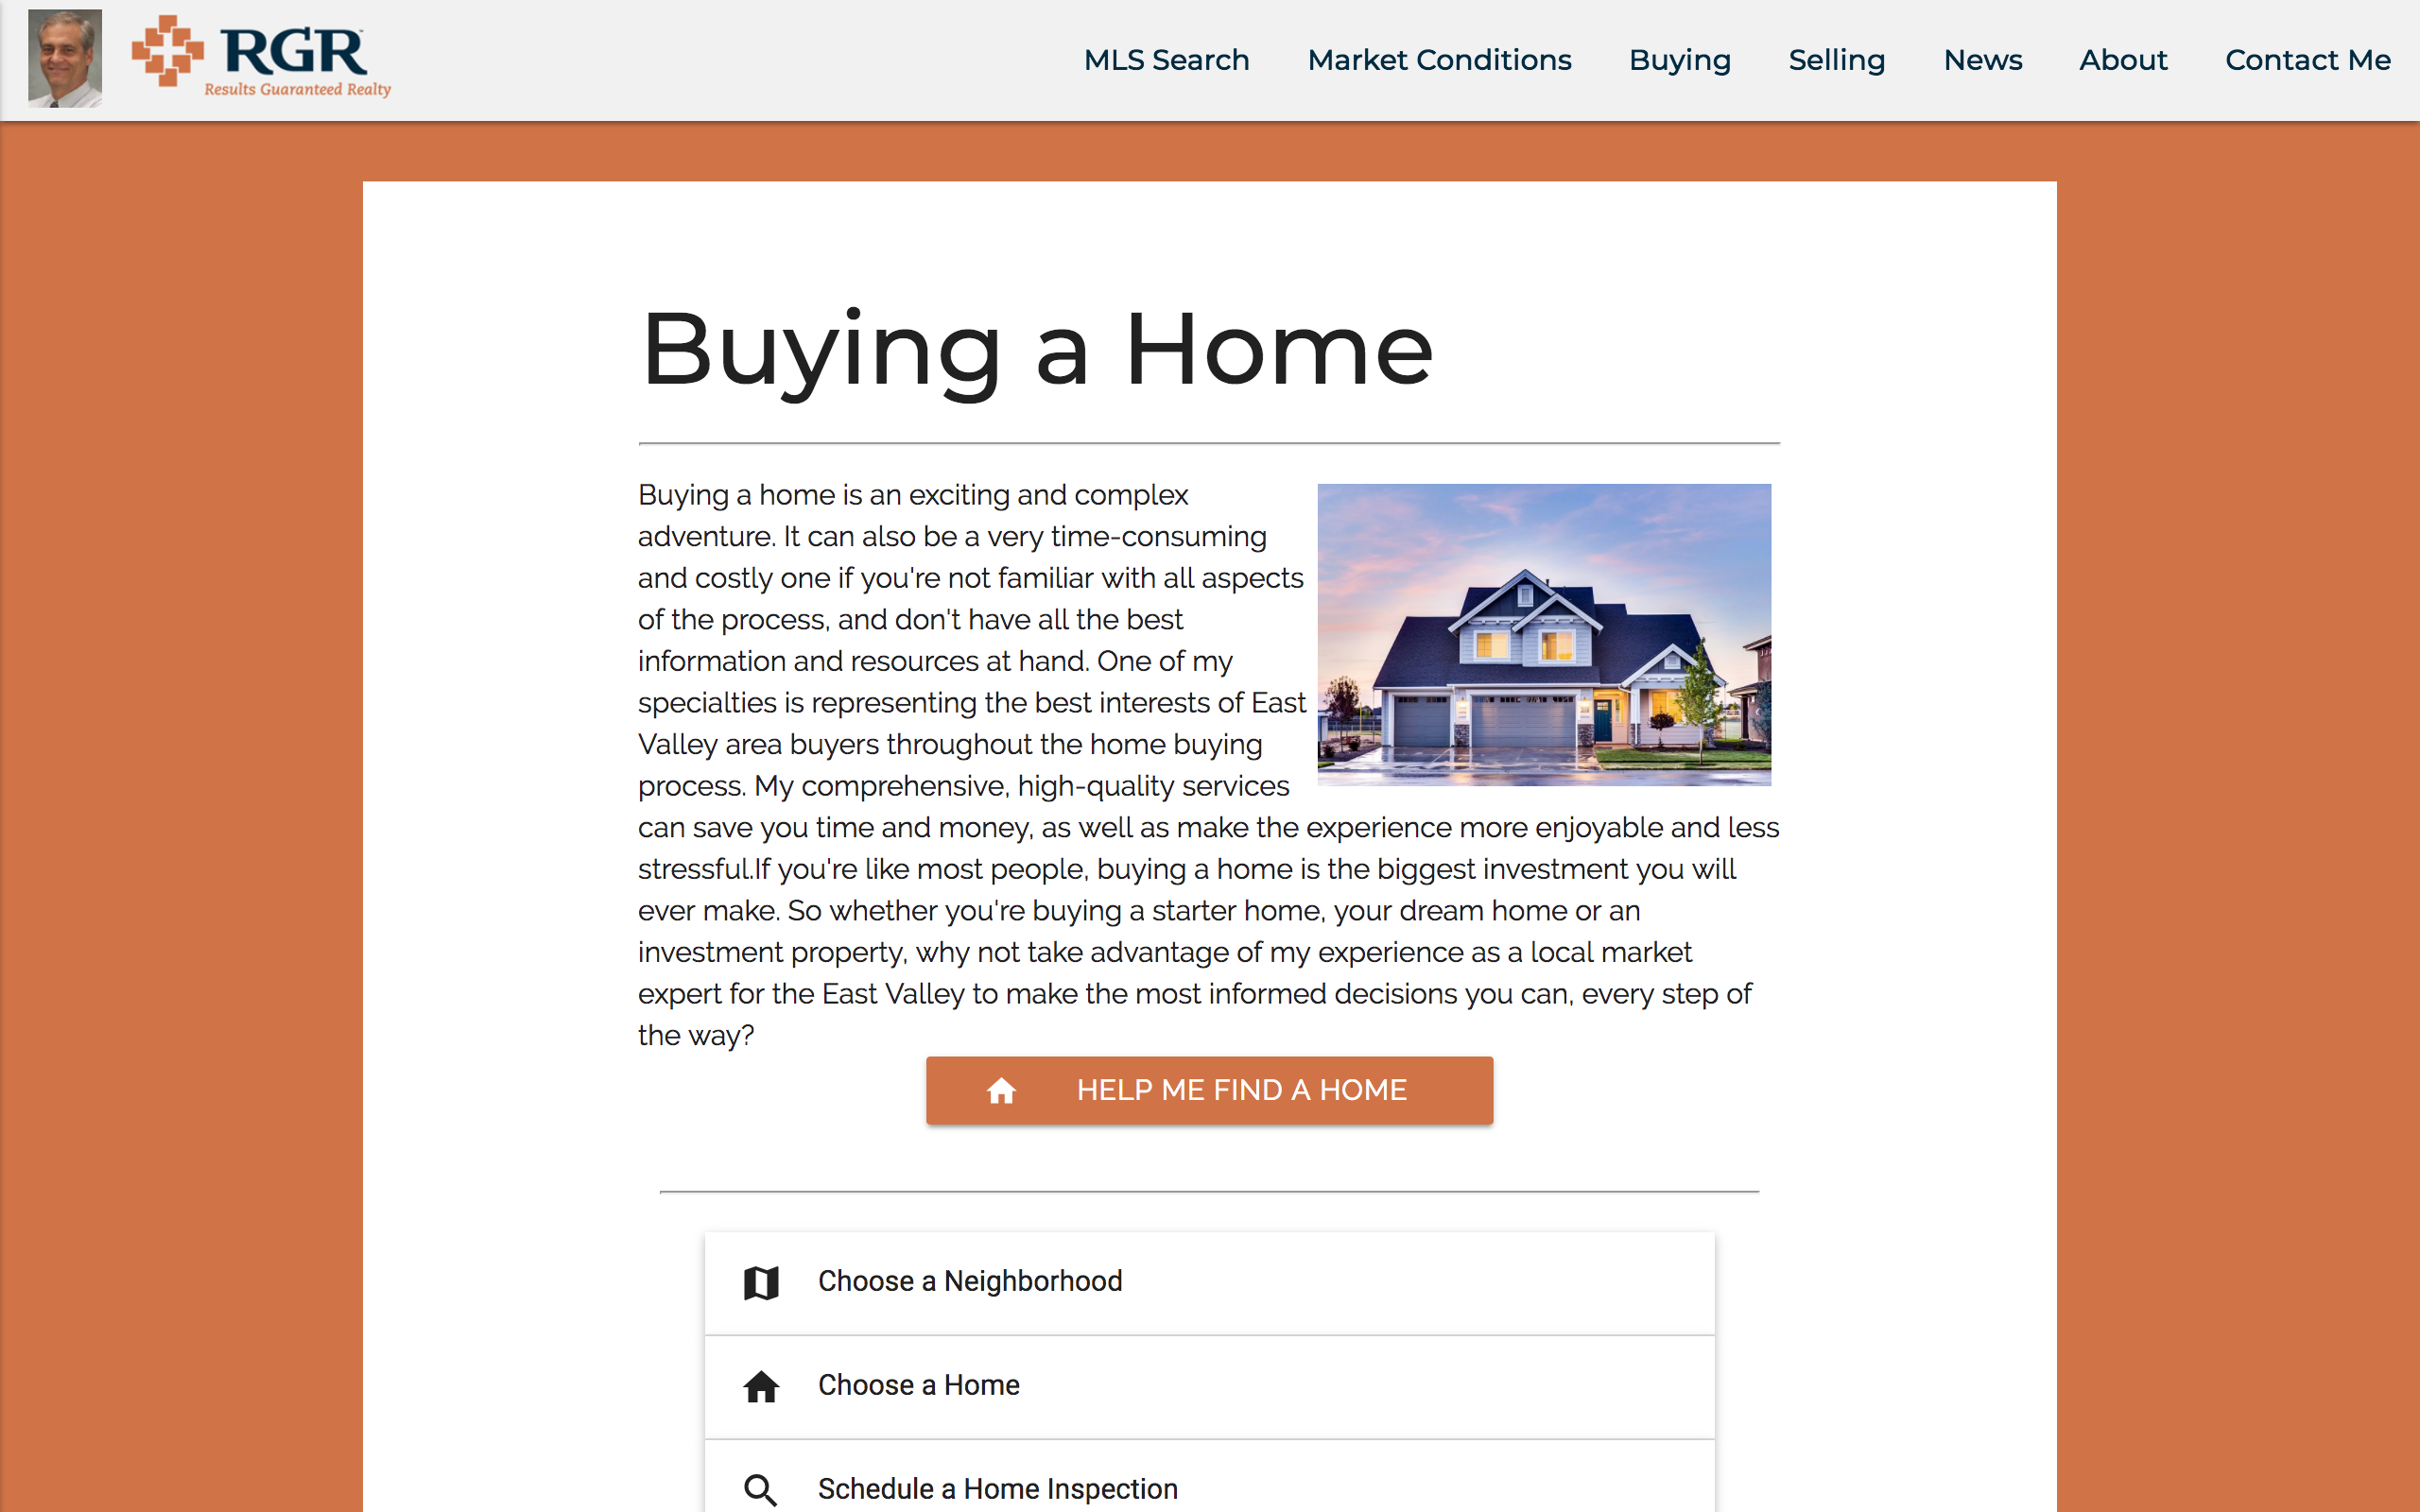 RGR
Results Guaranteed Realty
MLS Search
Market Conditions
Buying
Selling
News
About
Contact Me
Buying a Home
Buying a home is an exciting and complex
adventure. It can also be a very time-consuming
and costly one if you're not familiar with all aspects
of the process, and don't have all the best
information and resources at hand. One of my
specialties is representing the best interests of East
Valley area buyers throughout the home buying
process. My comprehensive, high-quality services
can save you time and money, as well as make the experience more enjoyable and less
stressful.If you're like most people, buying a home is the biggest investment you will
ever make. So whether you're buying a starter home, your dream home or an
investment property, why not take advantage of my experience as a local market
expert for the East Valley to make the most informed decisions you can, every step of
the way?
HELP ME FIND A HOME
Choose a Neighborhood
Choose a Home
Schedule a Home Inspection